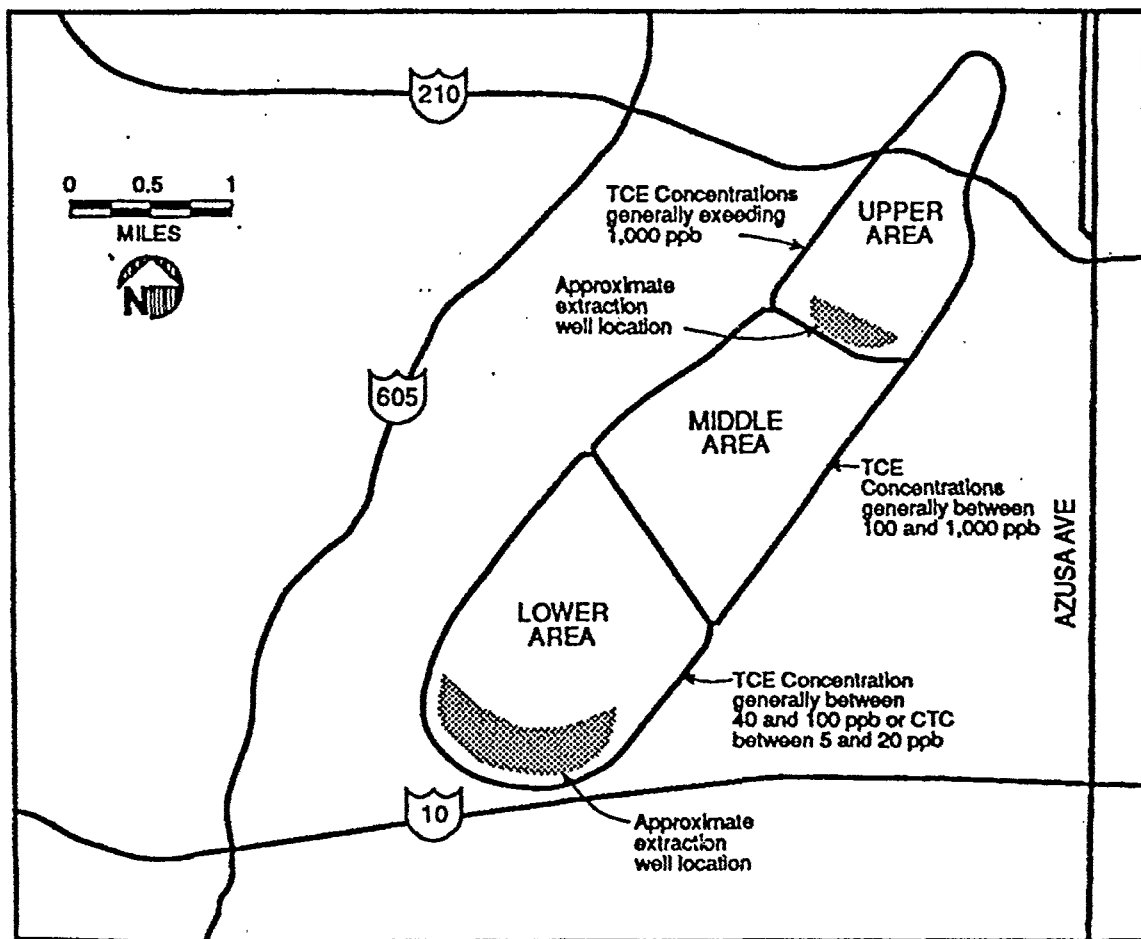 210
0 0.5 1
MILES
N
TCE Concentrations
generally exeeding
1,000 ppb
UPPER
AREA
Approximate
extraction
well location
605
MIDDLE
AREA
TCE
Concentrations
generally between
100 and 1,000 ppb
AZUSA AVE
LOWER
AREA
TCE Concentration
generally between
40 and 100 ppb or CTC
between 5 and 20 ppb
10
Approximate
extraction
well location